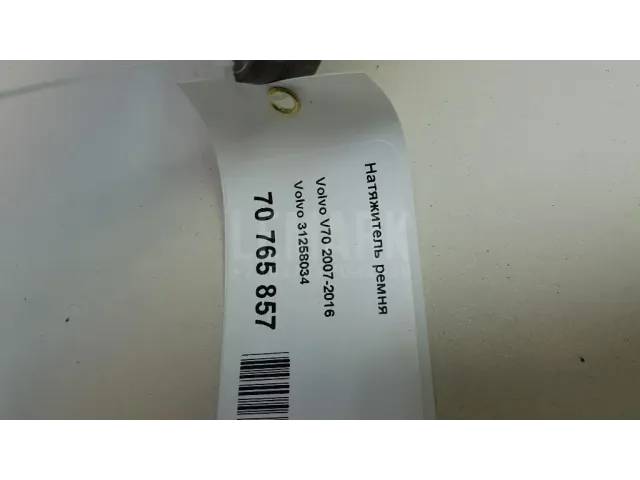 Натяжитель ремня
Volvo V70 2007-2016
Volvo 31258034
70 765 857